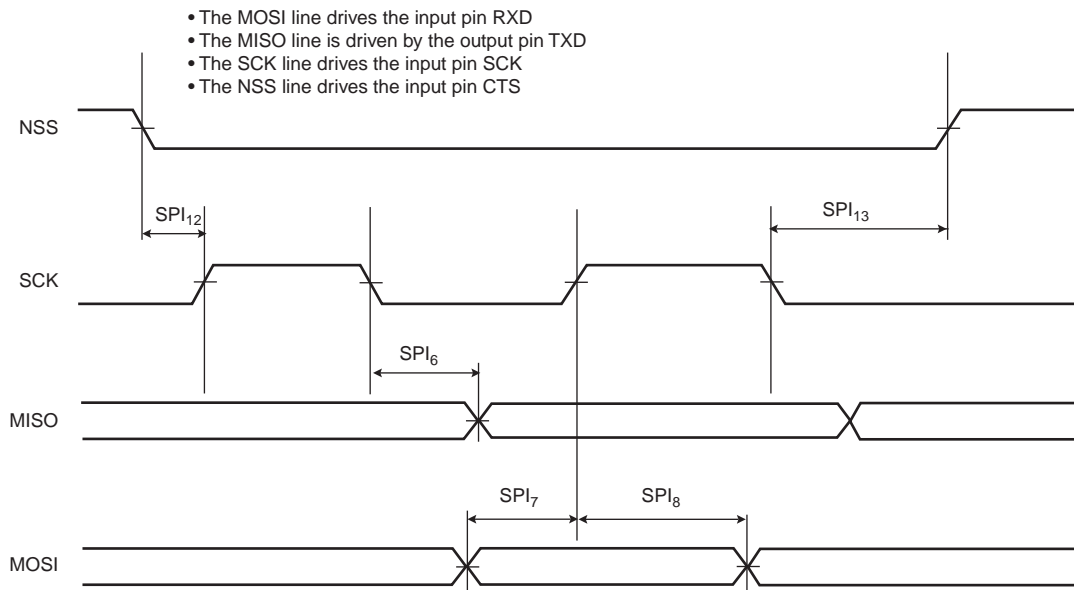 • The MOSI line drives the input pin RXD
• The MISO line is driven by the output pin TXD
• The SCK line drives the input pin SCK
• The NSS line drives the input pin CTS
NSS
SPI₁₂
SPI₁₃
SCK
SPI₆
MISO
SPI₇
SPI₈
MOSI